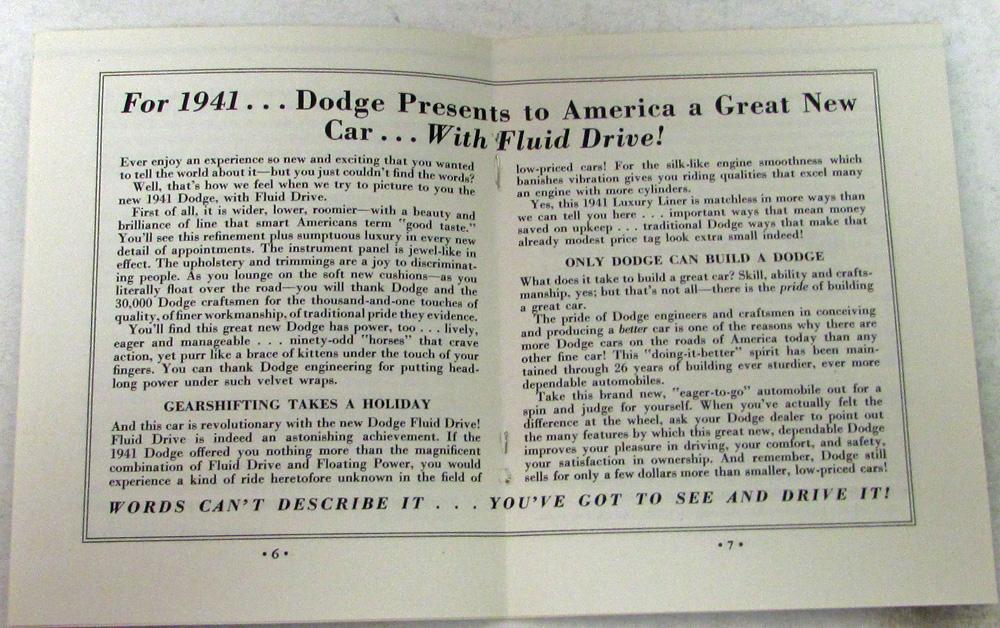 For 1941 . . . Dodge Presents to America a Great New
Car . . . With Fluid Drive!
Ever enjoy an experience so new and exciting that you wanted
to tell the world about it—but you just couldn't find the words?
Well, that's how we feel when we try to picture to you the
new 1941 Dodge, with Fluid Drive.
First of all, it is wider, lower, roomier—with a beauty and
brilliance of line that smart Americans term "good taste."
You'll see this refinement plus sumptuous luxury in every new
detail of appointments. The instrument panel is jewel-like in
effect. The upholstery and trimmings are a joy to discriminat-
ing people. As you lounge on the soft new cushions—as you
literally float over the road—you will thank Dodge and the
30,000 Dodge craftsmen for the thousand-and-one touches of
quality, of finer workmanship, of traditional pride they evidence.
You'll find this great new Dodge has power, too . . . lively,
eager and manageable . . . ninety-odd "horses" that crave
action, yet purr like a brace of kittens under the touch of your
fingers. You can thank Dodge engineering for putting head-
long power under such velvet wraps.
GEARSHIFTING TAKES A HOLIDAY
And this car is revolutionary with the new Dodge Fluid Drive!
Fluid Drive is indeed an astonishing achievement. If the
1941 Dodge offered you nothing more than the magnificent
combination of Fluid Drive and Floating Power, you would
experience a kind of ride heretofore unknown in the field of
low-priced cars! For the silk-like engine smoothness which
banishes vibration gives you riding qualities that excel many
an engine with more cylinders.
Yes, this 1941 Luxury Liner is matchless in more ways than
we can tell you here . . . important ways that mean money
saved on upkeep . . . traditional Dodge ways that make that
already modest price tag look extra small indeed!
ONLY DODGE CAN BUILD A DODGE
What does it take to build a great car? Skill, ability and crafts-
manship, yes; but that's not all—there is the pride of building
a great car.
The pride of Dodge engineers and craftsmen in conceiving
and producing a better car is one of the reasons why there are
more Dodge cars on the roads of America today than any
other fine car! This "doing-it-better" spirit has been main-
tained through 26 years of building ever sturdier, ever more
dependable automobiles.
Take this brand new, "eager-to-go" automobile out for a
spin and judge for yourself. When you've actually felt the
difference at the wheel, ask your Dodge dealer to point out
the many features by which this great new, dependable Dodge
improves your pleasure in driving, your comfort, and safety,
your satisfaction in ownership. And remember, Dodge still
sells for only a few dollars more than smaller, low-priced cars!
WORDS CAN'T DESCRIBE IT . . . YOU'VE GOT TO SEE AND DRIVE IT!
• 6 •
• 7 •